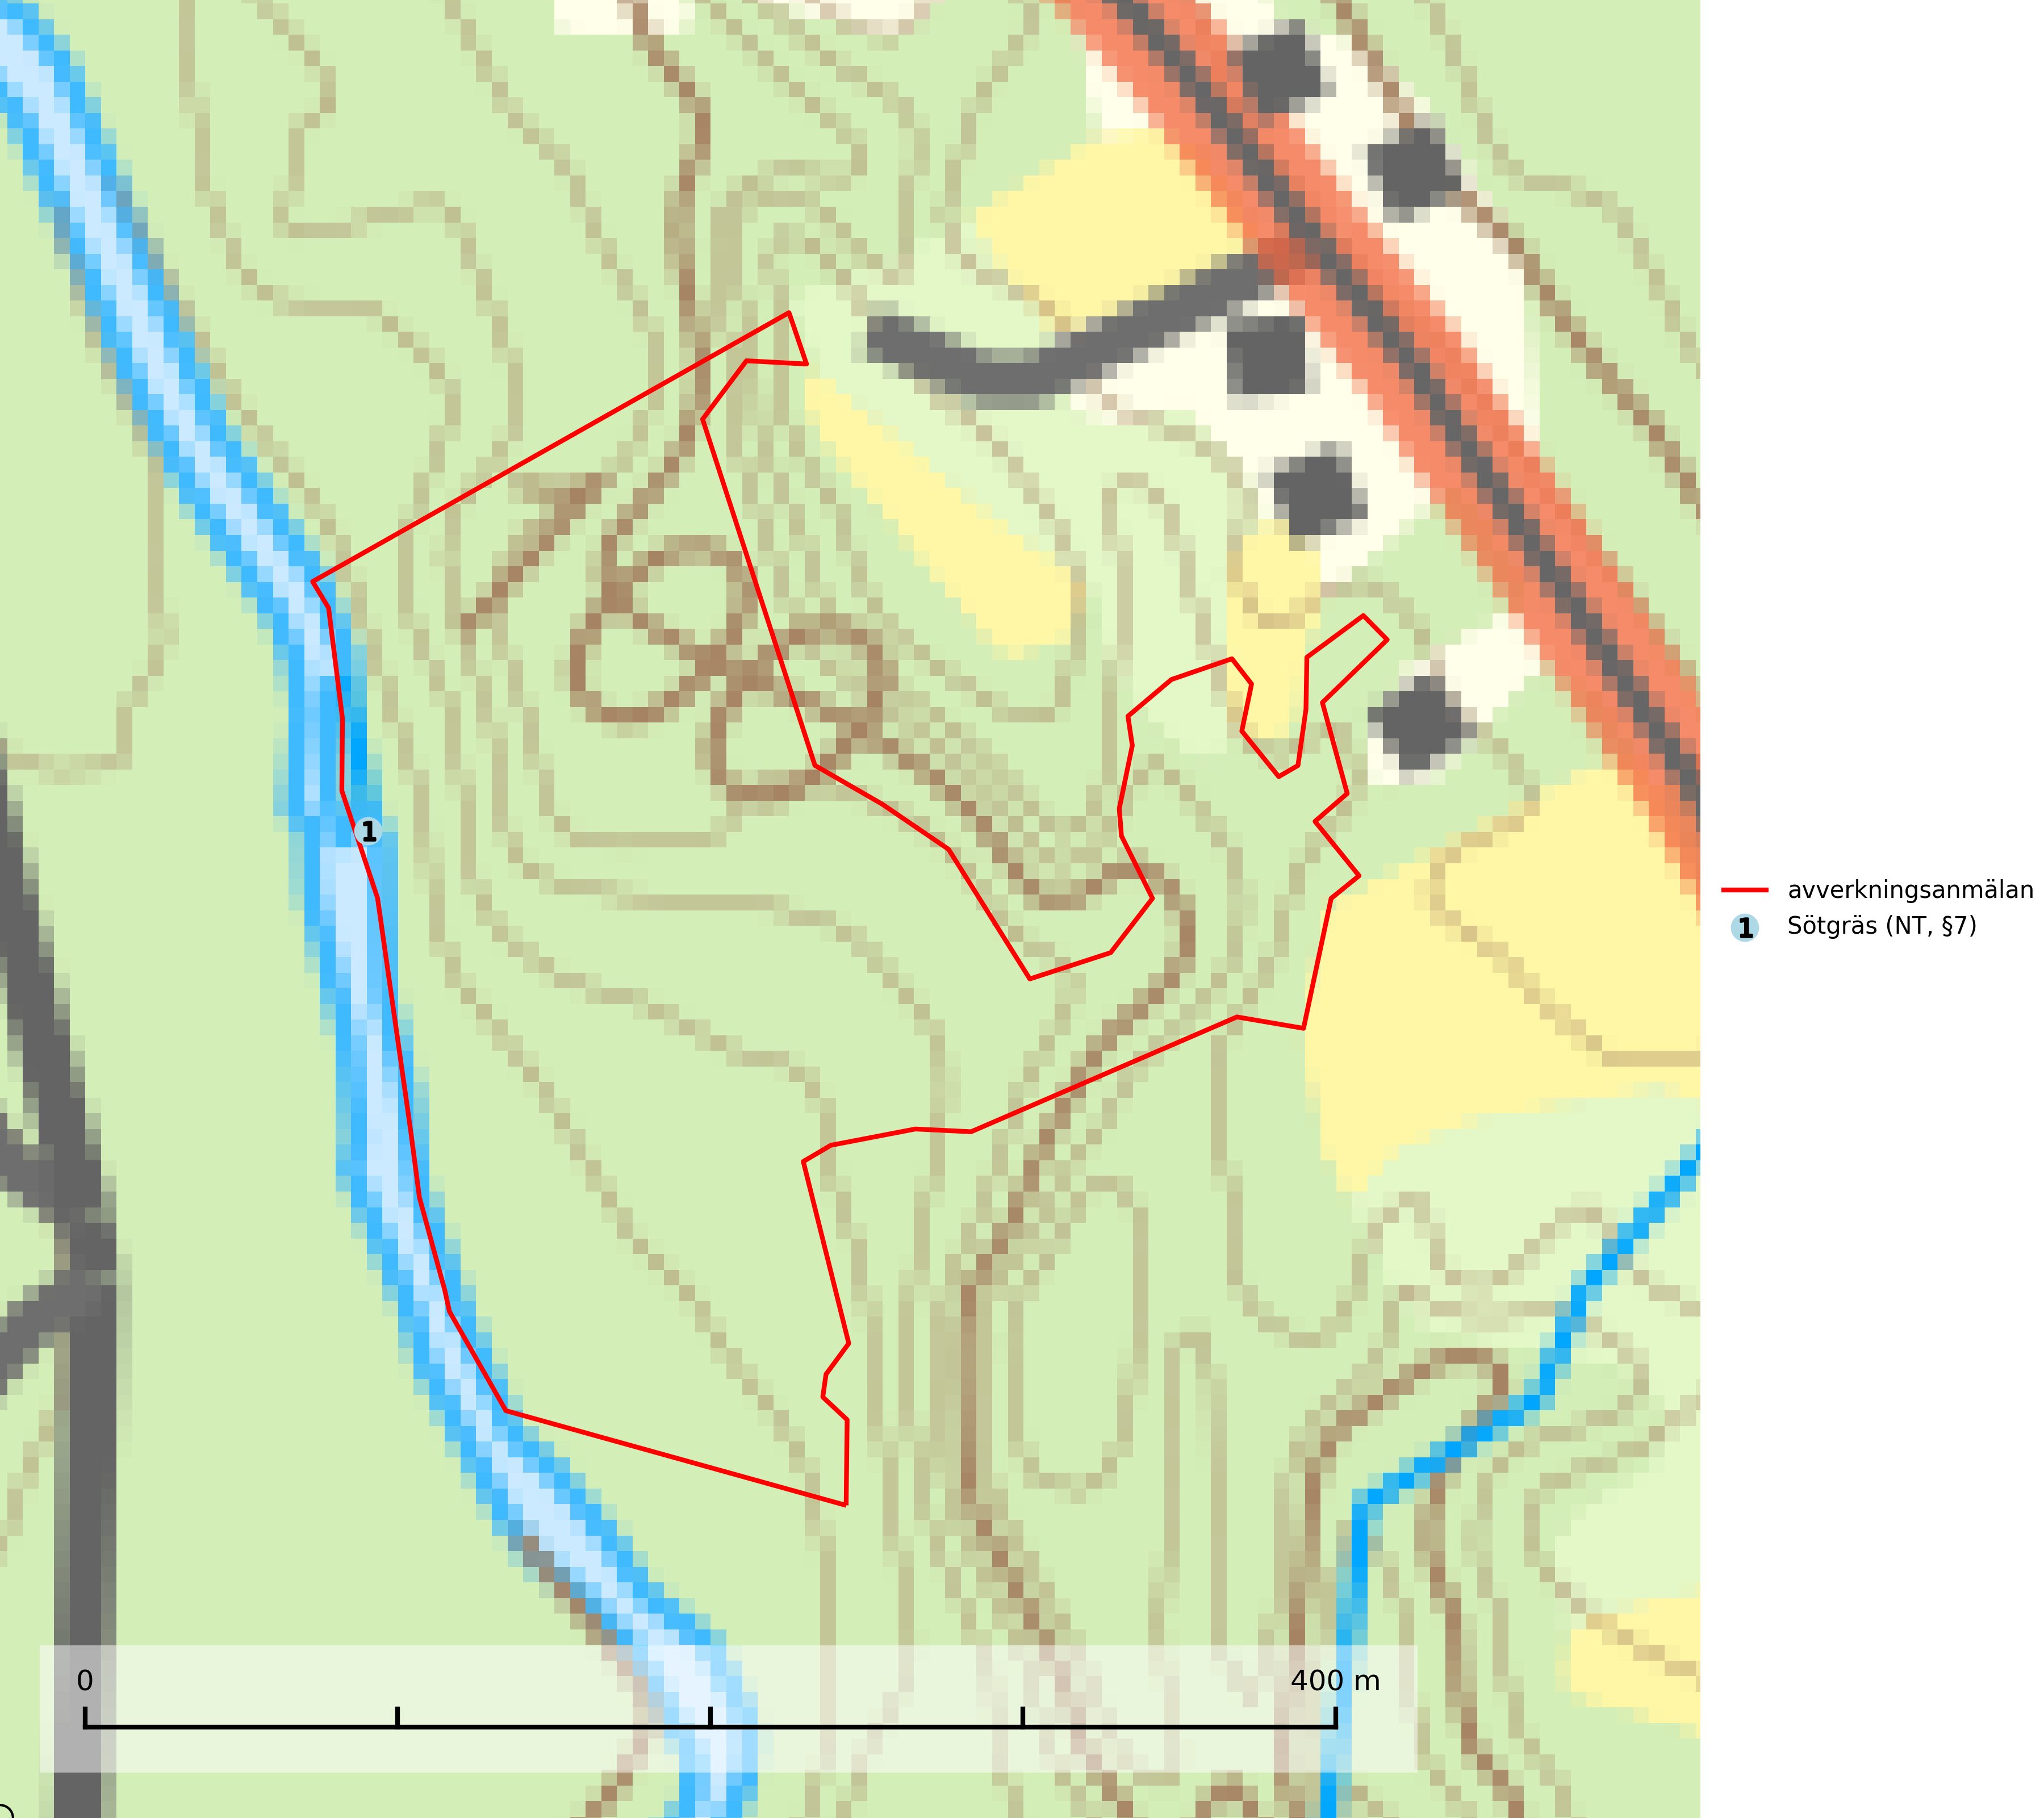 1
avverkningsanmälan
1 Sötgräs (NT, §7)
0 400 m